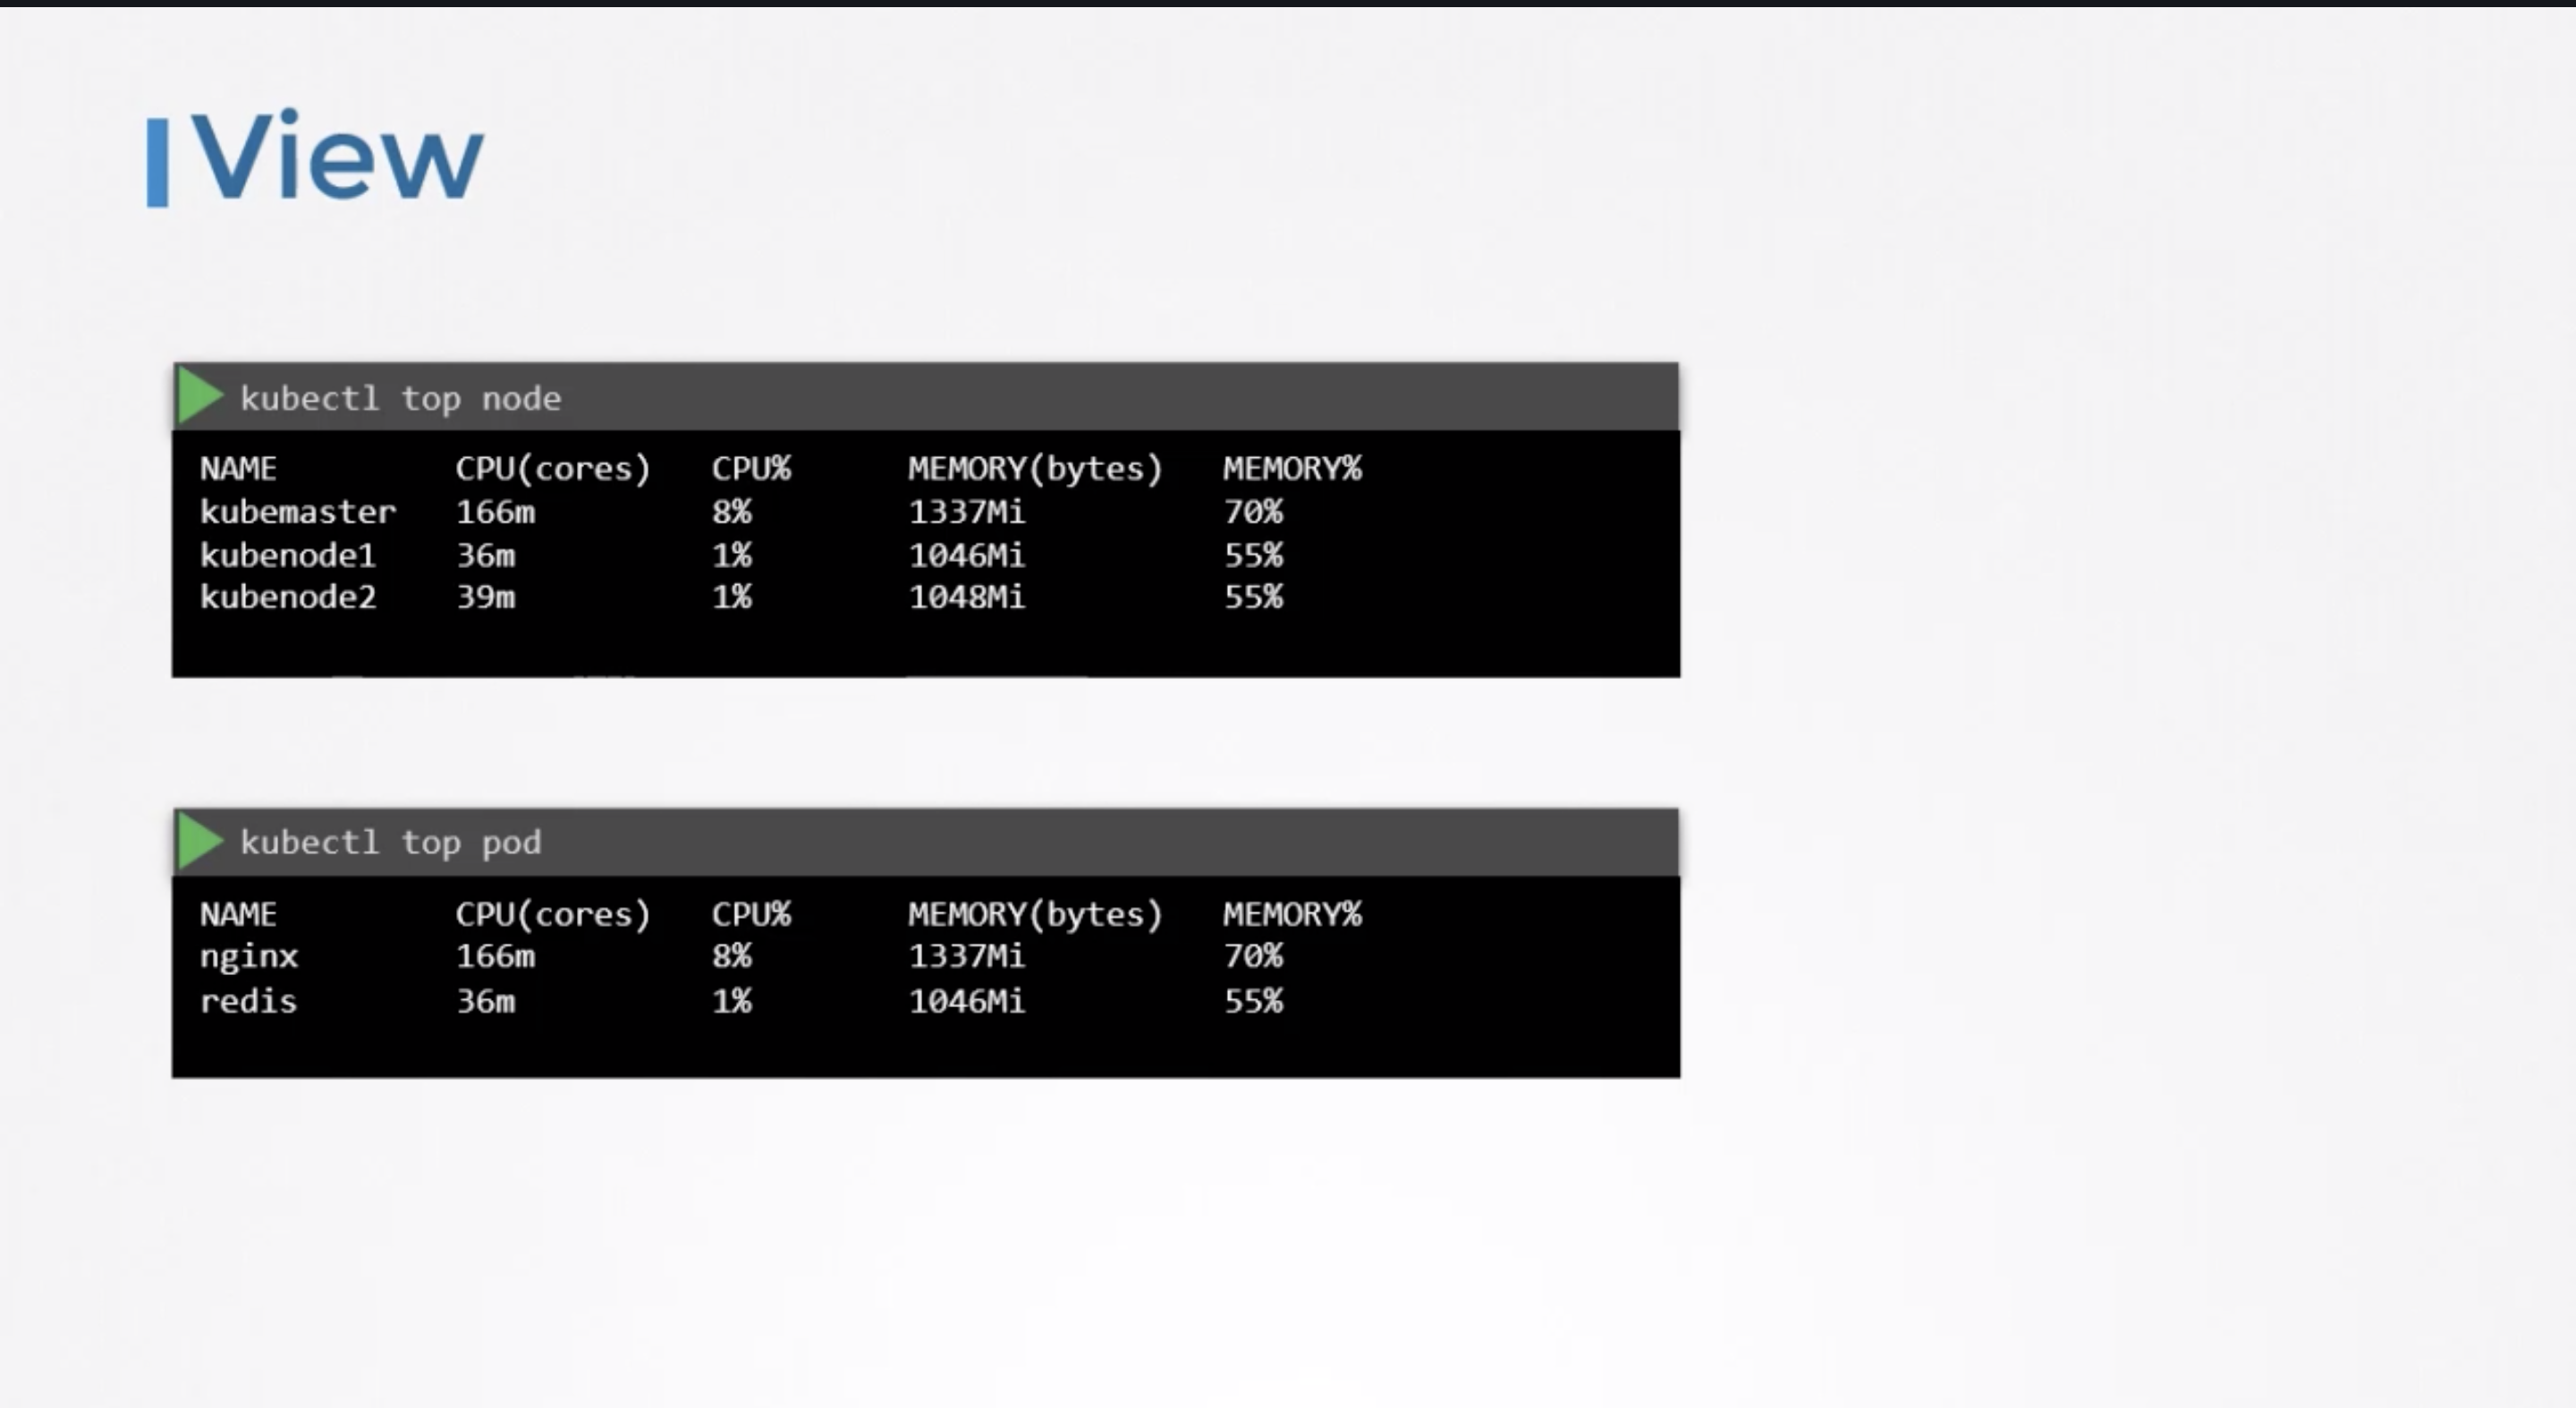 View
kubectl top node
NAME CPU(cores) CPU% MEMORY(bytes) MEMORY%
kubemaster 166m 8% 1337Mi 70%
kubenode1 36m 1% 1046Mi 55%
kubenode2 39m 1% 1048Mi 55%
kubectl top pod
NAME CPU(cores) CPU% MEMORY(bytes) MEMORY%
nginx 166m 8% 1337Mi 70%
redis 36m 1% 1046Mi 55%